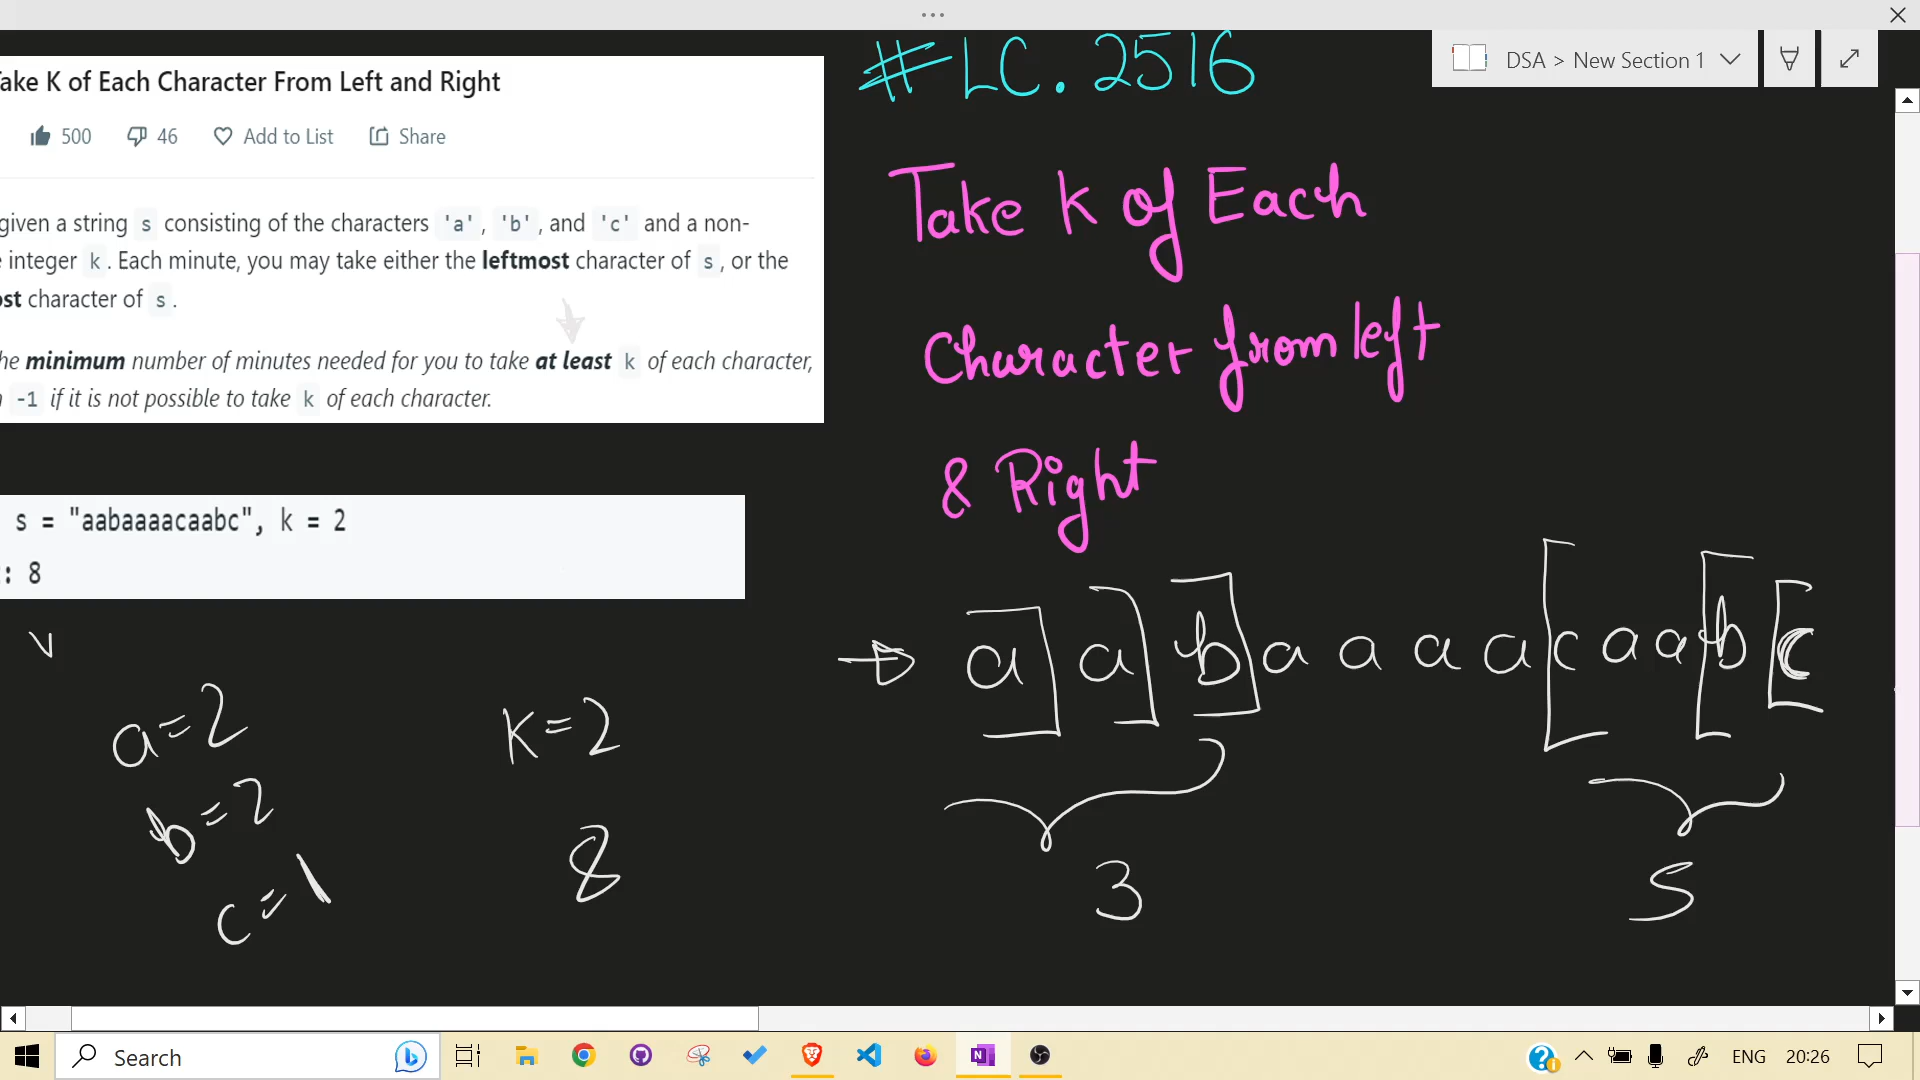 #LC. 2516
DSA > New Section 1
ake K of Each Character From Left and Right
500 46 Add to List Share
given a string s consisting of the characters 'a', 'b', and 'c' and a non-
integer k. Each minute, you may take either the leftmost character of s, or the
ost character of s.
he minimum number of minutes needed for you to take at least k of each character,
-1 if it is not possible to take k of each character.
Take K of Each
Character from left
& Right
s = "aabaaaacaabc", k = 2
: 8
a ] a ] b ] a a a a [ c a a [ b [ c
a=2
b=2
c=1
K=2
8
3
5
Search
ENG 20:26